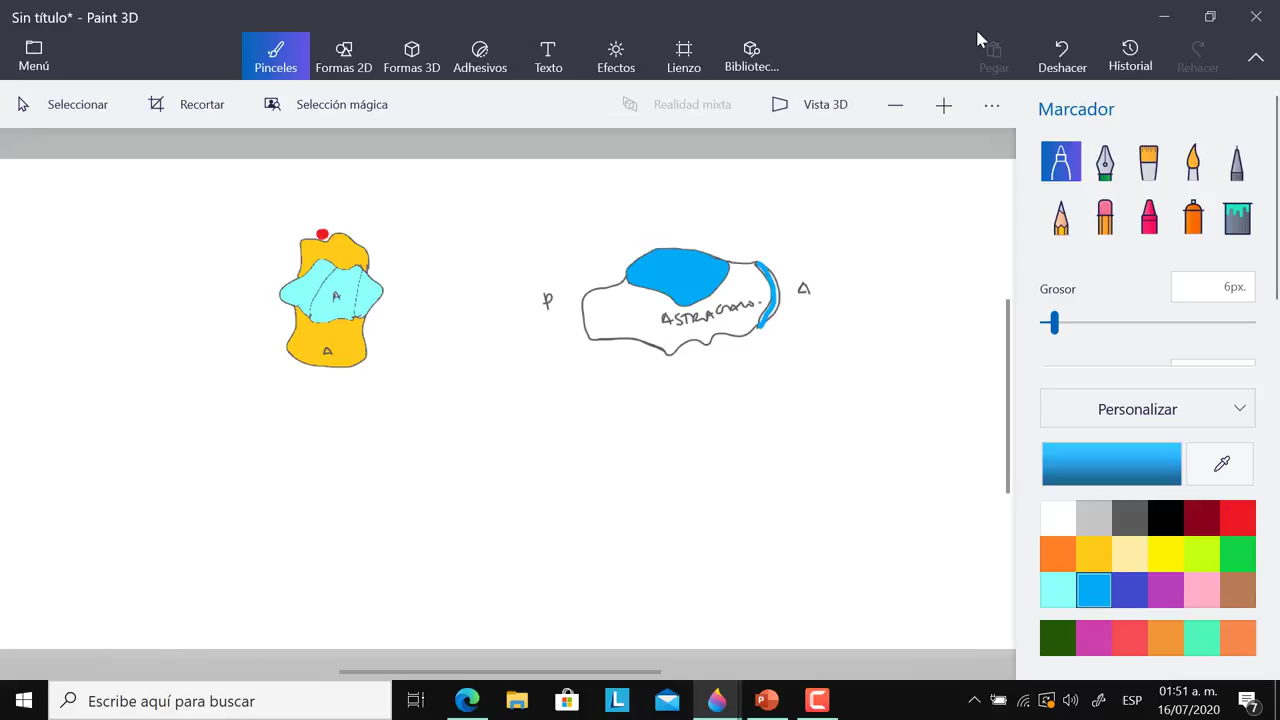 Sin título* - Paint 3D
Menú
Pinceles
Formas 2D
Formas 3D
Adhesivos
Texto
Efectos
Lienzo
Bibliotec...
Pegar
Deshacer
Historial
Rehacer
Seleccionar
Recortar
Selección mágica
Realidad mixta
Vista 3D
Marcador
Grosor
6px.
Personalizar
A
A
P
ASTRAGALO.
A
Escribe aquí para buscar
L
P
C
ESP
01:51 a. m.
16/07/2020
7